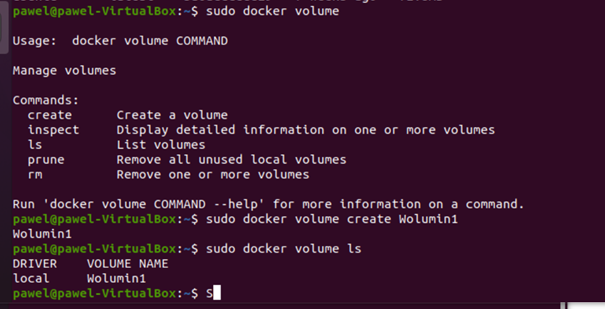 pawel@pawel-VirtualBox:~$ sudo docker volume
Usage:  docker volume COMMAND
Manage volumes
Commands:
  create      Create a volume
  inspect     Display detailed information on one or more volumes
  ls          List volumes
  prune       Remove all unused local volumes
  rm          Remove one or more volumes
Run 'docker volume COMMAND --help' for more information on a command.
pawel@pawel-VirtualBox:~$ sudo docker volume create Wolumin1
Wolumin1
pawel@pawel-VirtualBox:~$ sudo docker volume ls
DRIVER    VOLUME NAME
local     Wolumin1
pawel@pawel-VirtualBox:~$ S